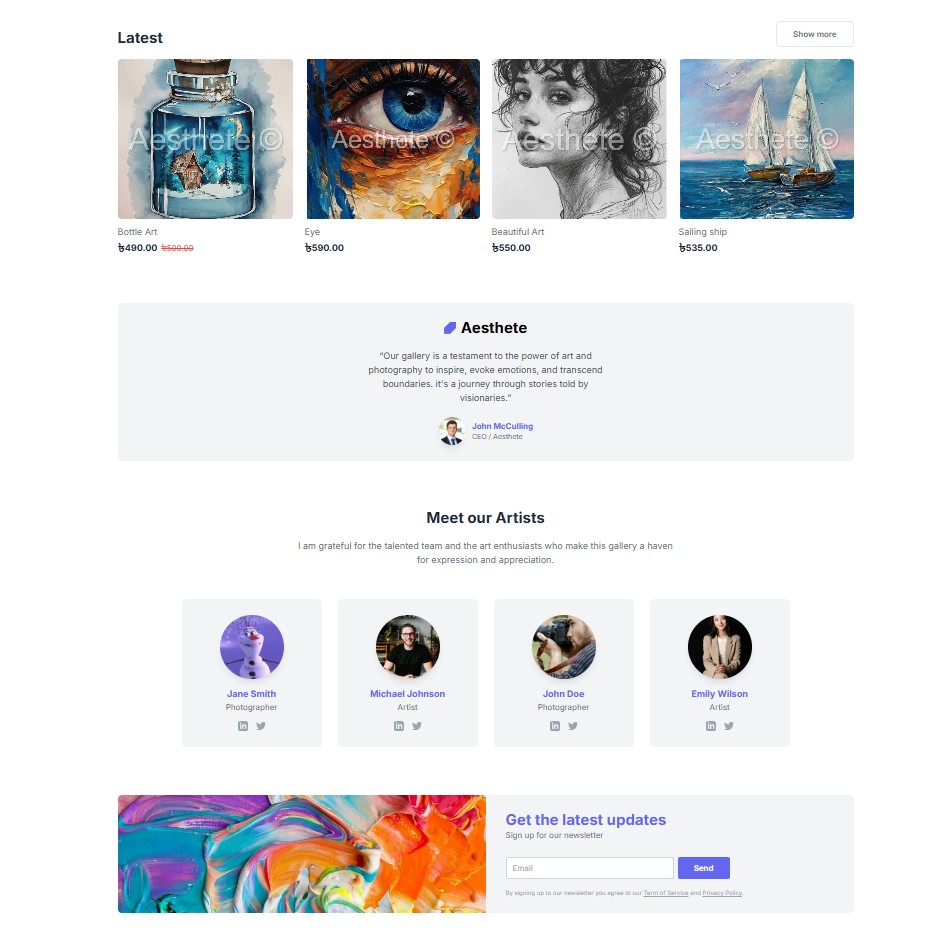 Latest
Show more
Aesthete ©
Aesthete ©
Aesthete ©
Aesthete ©
Bottle Art
Eye
Beautiful Art
Sailing ship
৳490.00 ৳500.00
৳590.00
৳550.00
৳535.00
Aesthete
"Our gallery is a testament to the power of art and
photography to inspire, evoke emotions, and transcend
boundaries. it's a journey through stories told by
visionaries."
John McCulling
CEO / Aesthete
Meet our Artists
I am grateful for the talented team and the art enthusiasts who make this gallery a haven
for expression and appreciation.
Jane Smith
Michael Johnson
John Doe
Emily Wilson
Photographer
Artist
Photographer
Artist
in
in
in
in
Get the latest updates
Sign up for our newsletter
Email
Send
By signing up to our newsletter you agree to our Term of Service and Privacy Policy.